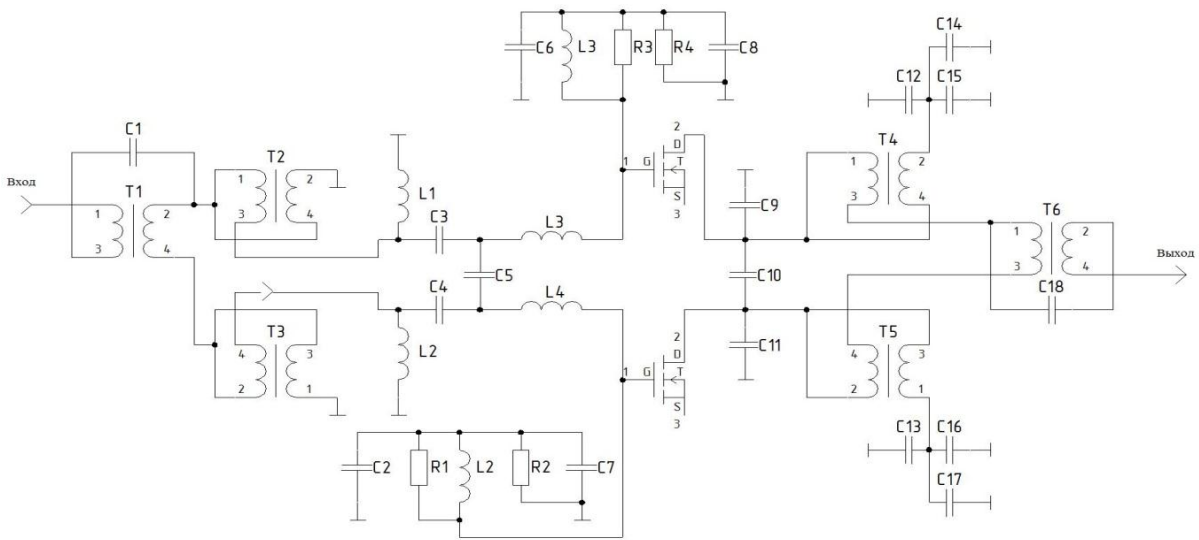 C14
C6 L3 R3 R4 C8
C12 C15
C1
2
D
T4
T2
1 G T
1 2
Вход
T1
1 2
L1
S
3 4
1 2
3 4
C3
3
C9
T6
3 4
L3
1 2
Выход
C5
C10
3 4
C4
L4
C18
T3
2
C11
T5
4 3
L2
D
4 3
1 G T
2 1
2 1
S
3
C13 C16
C2 R1 L2 R2 C7
C17